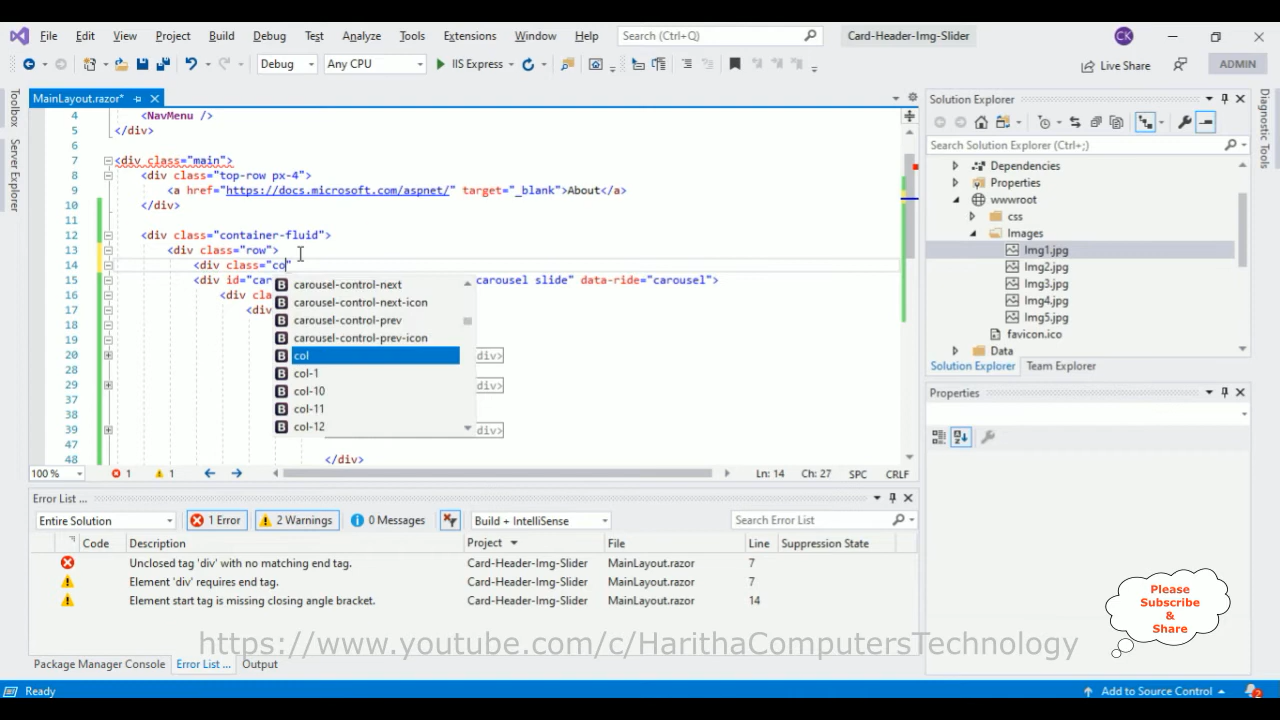 File Edit View Project Build Debug Test Analyze Tools Extensions Window Help Search (Ctrl+Q) Card-Header-Img-Slider CK
Debug Any CPU IIS Express Live Share ADMIN
Toolbox
Server Explorer
MainLayout.razor*
4 <NavMenu />
5 </div>
6
7 <div class="main">
8 <div class="top-row px-4">
9 <a href="https://docs.microsoft.com/aspnet/" target="_blank">About</a>
10 </div>
11
12 <div class="container-fluid">
13 <div class="row">
14 <div class="co"
15 <div id="car carousel slide" data-ride="carousel">
16 <div cla
17 <div
18
20 div>
29 div>
37
38
39 div>
47
48 </div>
carousel-control-next
carousel-control-next-icon
carousel-control-prev
carousel-control-prev-icon
col
col-1
col-10
col-11
col-12
100 % 1 1 Ln: 14 Ch: 27 SPC CRLF
Error List ...
Entire Solution 1 Error 2 Warnings 0 Messages Build + IntelliSense Search Error List
Code Description Project File Line Suppression State
Unclosed tag 'div' with no matching end tag. Card-Header-Img-Slider MainLayout.razor 7
Element 'div' requires end tag. Card-Header-Img-Slider MainLayout.razor 7
Element start tag is missing closing angle bracket. Card-Header-Img-Slider MainLayout.razor 14
Package Manager Console Error List ... Output
Solution Explorer
Search Solution Explorer (Ctrl+;)
Dependencies
Properties
wwwroot
css
Images
Img1.jpg
Img2.jpg
Img3.jpg
Img4.jpg
Img5.jpg
favicon.ico
Data
Solution Explorer Team Explorer
Properties
Diagnostic Tools
Please
Subscribe
&
Share
https://www.youtube.com/c/HarithaComputersTechnology
Ready Add to Source Control 2